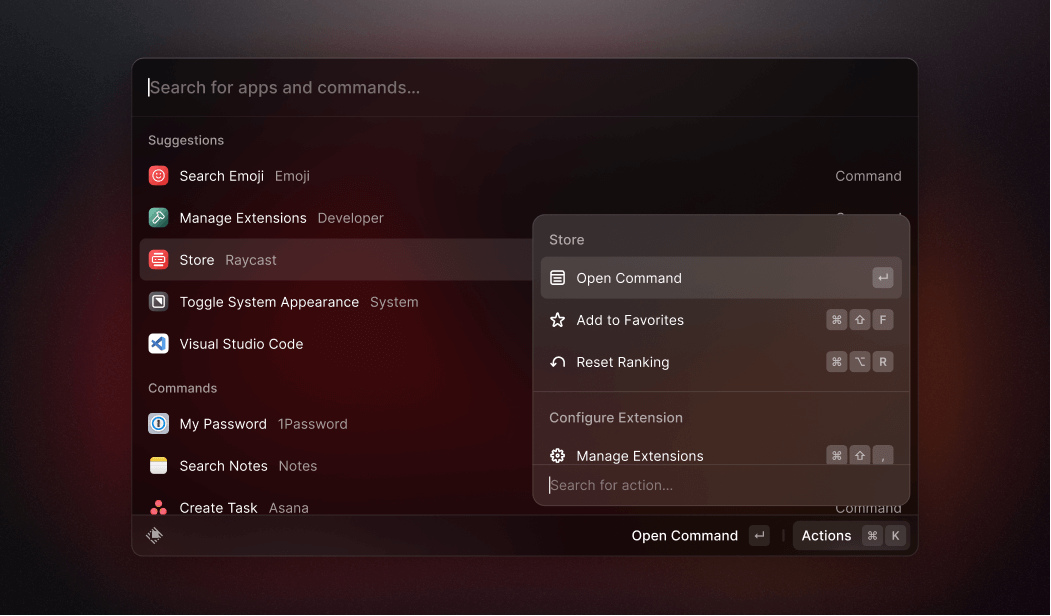 Search for apps and commands...
Suggestions
Search Emoji Emoji Command
Manage Extensions Developer
Store Raycast
Toggle System Appearance System
Visual Studio Code
Commands
My Password 1Password
Search Notes Notes
Create Task Asana Command
Store
Open Command ↵
Add to Favorites ⌘ ⇧ F
Reset Ranking ⌘ ⌥ R
Configure Extension
Manage Extensions ⌘ ⇧ ,
Search for action...
Open Command ↵ Actions ⌘ K